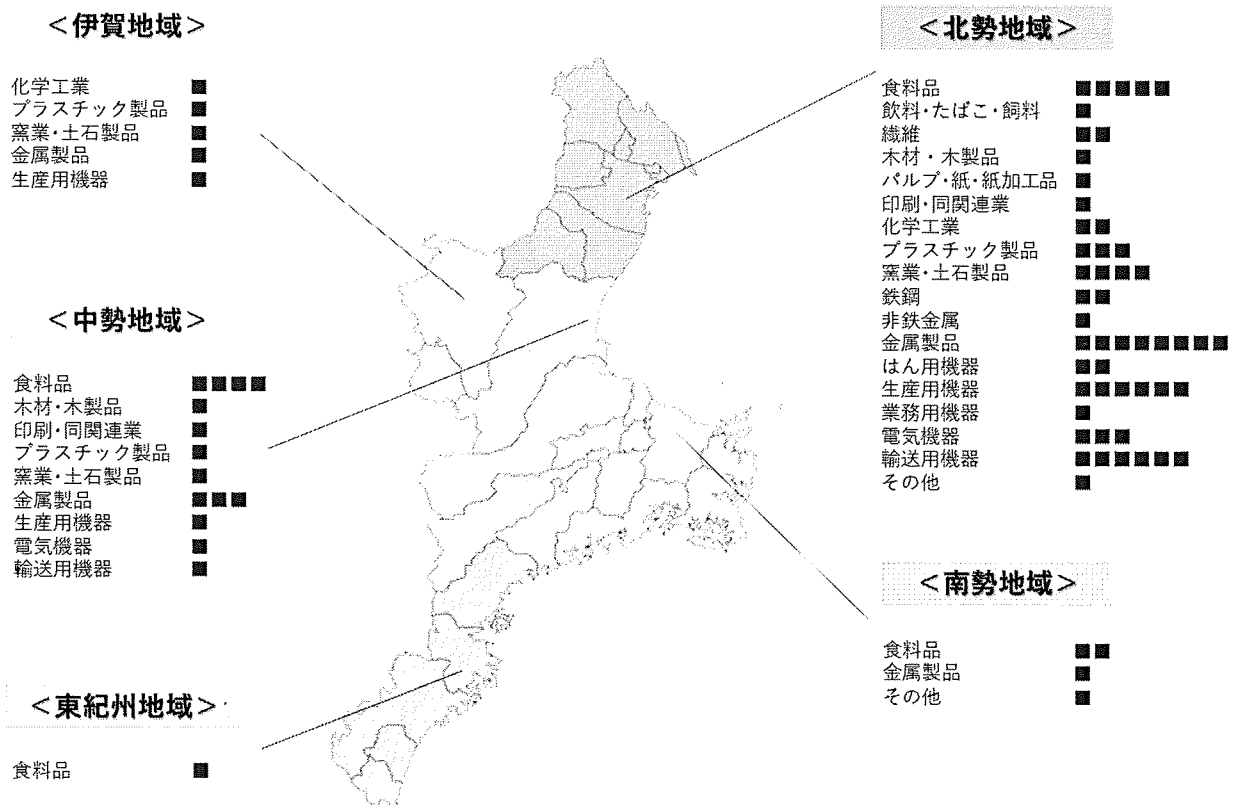 ＜伊賀地域＞
化学工業 ■
プラスチック製品 ■
窯業・土石製品 ■
金属製品 ■
生産用機器 ■
＜中勢地域＞
食料品 ■■■■
木材・木製品 ■
印刷・同関連業 ■
プラスチック製品 ■
窯業・土石製品 ■
金属製品 ■■■
生産用機器 ■
電気機器 ■
輸送用機器 ■
＜東紀州地域＞
食料品 ■
＜北勢地域＞
食料品 ■■■■■
飲料・たばこ・飼料 ■
繊維 ■■
木材・木製品 ■
パルプ・紙・紙加工品 ■
印刷・同関連業 ■
化学工業 ■■
プラスチック製品 ■■■
窯業・土石製品 ■■■■
鉄鋼 ■■
非鉄金属 ■
金属製品 ■■■■■■■■
はん用機器 ■■
生産用機器 ■■■■■■
業務用機器 ■
電気機器 ■■■
輸送用機器 ■■■■■■
その他 ■
＜南勢地域＞
食料品 ■■
金属製品 ■
その他 ■